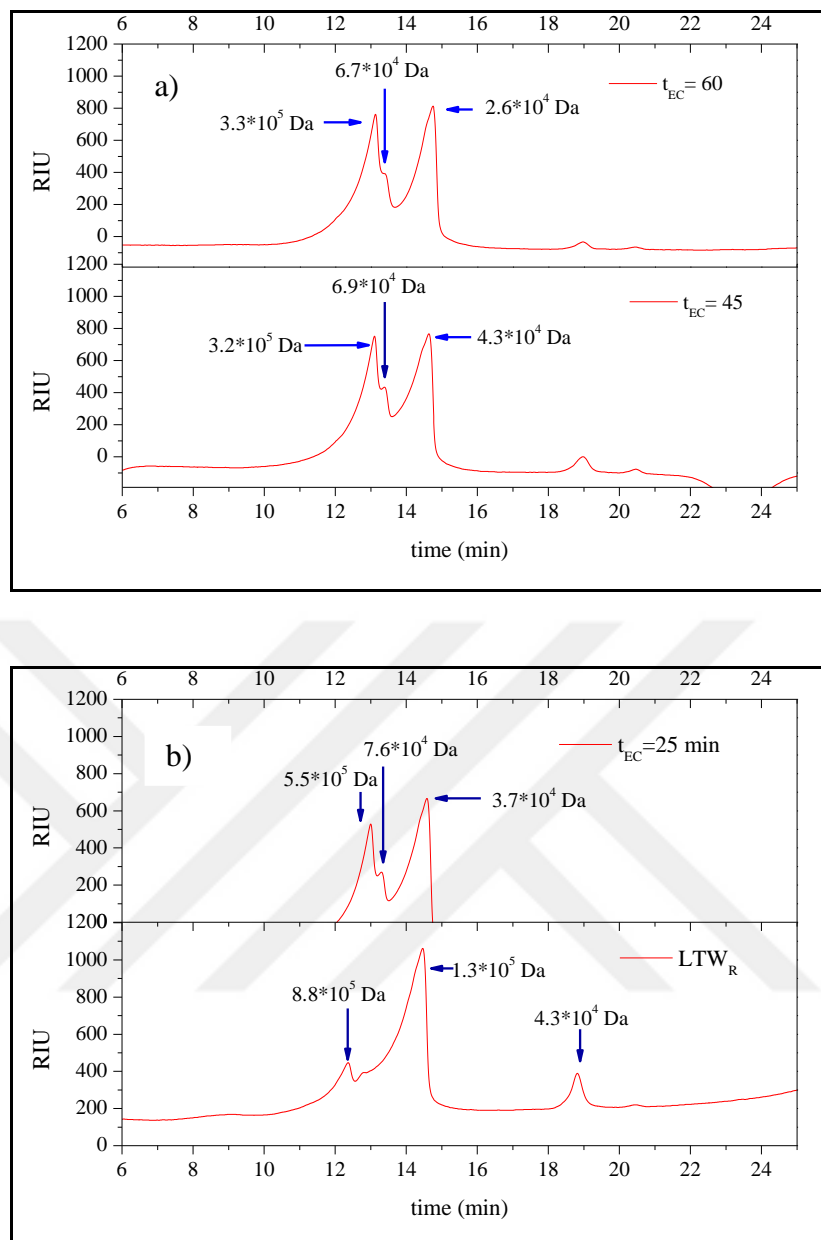 6 8 10 12 14 16 18 20 22 24
1200
a)
6.7*10^4 Da
t_EC= 60
1000
800
3.3*10^5 Da
2.6*10^4 Da
600
RIU
400
200
0
1200
6.9*10^4 Da
t_EC= 45
1000
800
3.2*10^5 Da
4.3*10^4 Da
600
RIU
400
200
0
6 8 10 12 14 16 18 20 22 24
time (min)
6 8 10 12 14 16 18 20 22 24
1200
b)
7.6*10^4 Da
t_EC=25 min
1000
5.5*10^5 Da
800
3.7*10^4 Da
600
RIU
400
200
0
1200
LTW_R
1000
1.3*10^5 Da
8.8*10^5 Da
800
4.3*10^4 Da
600
RIU
400
200
0
6 8 10 12 14 16 18 20 22 24
time (min)